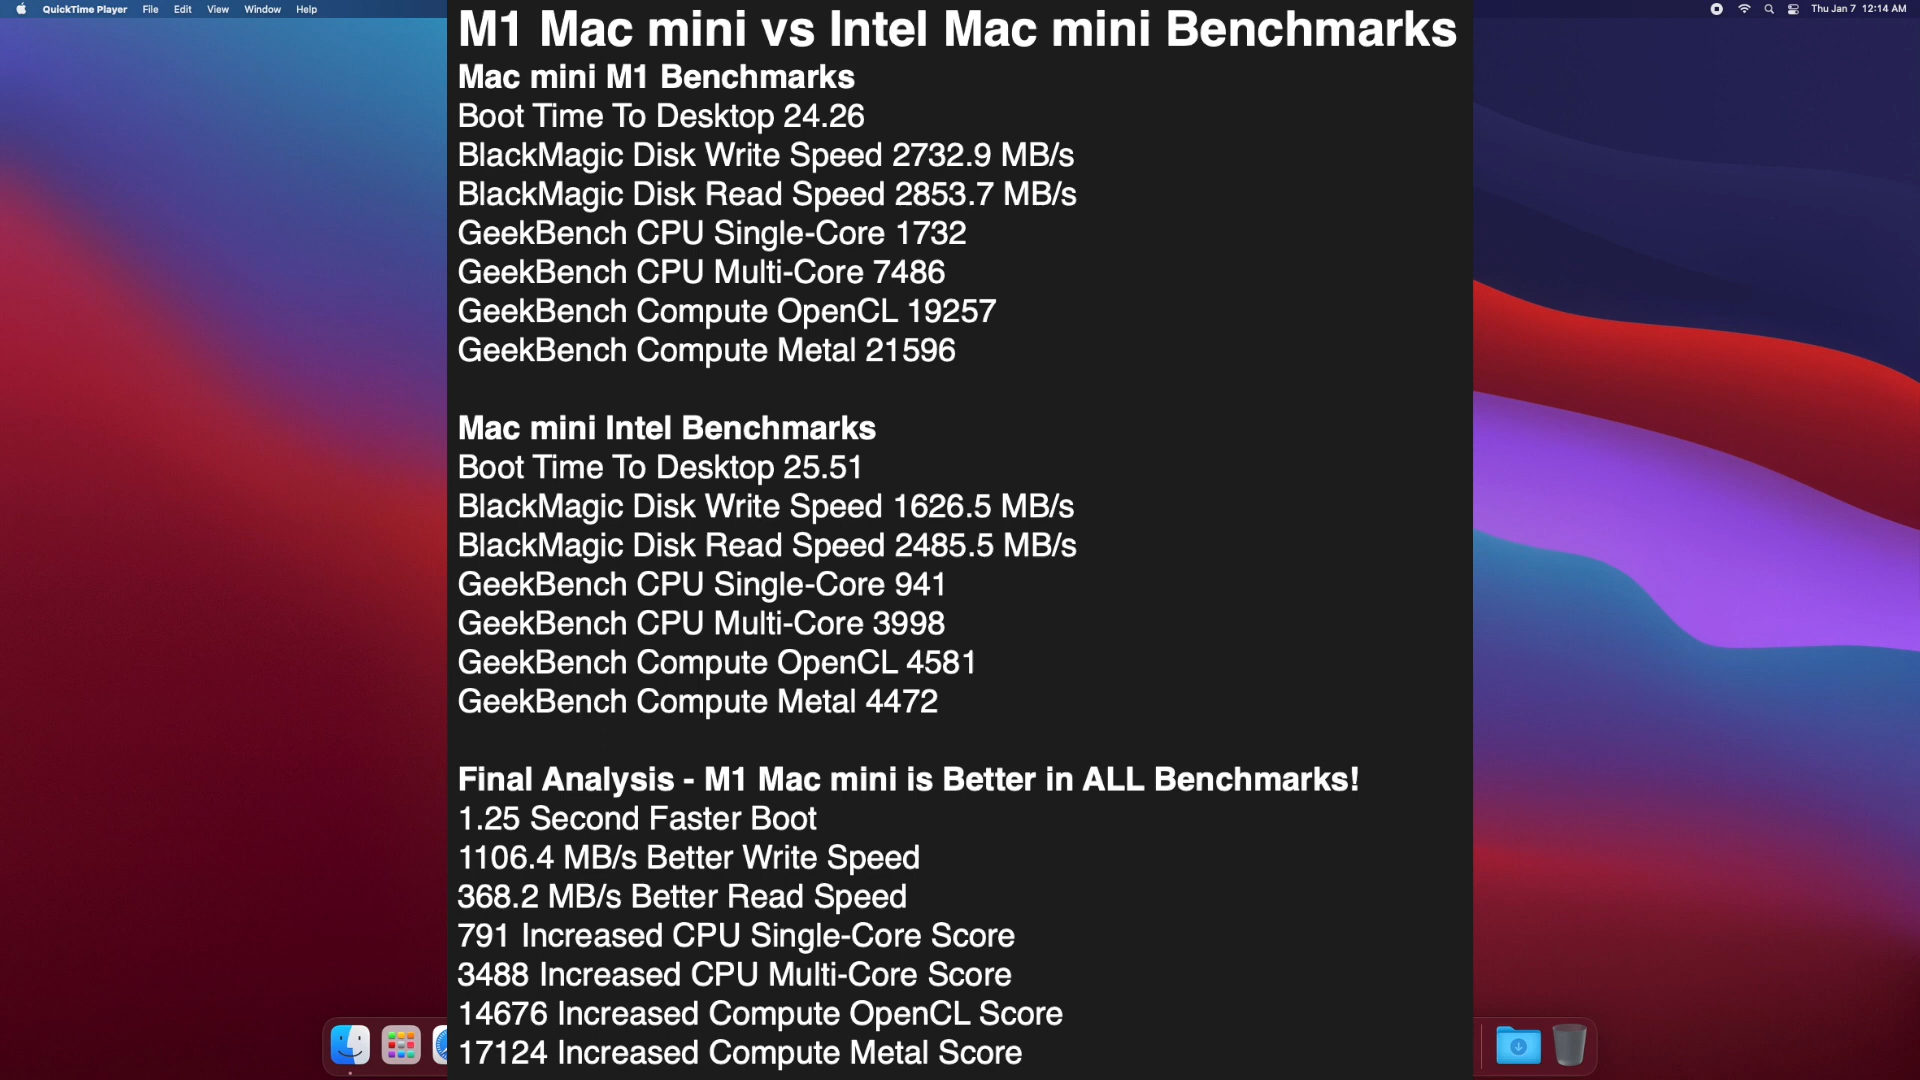 QuickTime Player File Edit View Window Help
Thu Jan 7 12:14 AM
M1 Mac mini vs Intel Mac mini Benchmarks
Mac mini M1 Benchmarks
Boot Time To Desktop 24.26
BlackMagic Disk Write Speed 2732.9 MB/s
BlackMagic Disk Read Speed 2853.7 MB/s
GeekBench CPU Single-Core 1732
GeekBench CPU Multi-Core 7486
GeekBench Compute OpenCL 19257
GeekBench Compute Metal 21596
Mac mini Intel Benchmarks
Boot Time To Desktop 25.51
BlackMagic Disk Write Speed 1626.5 MB/s
BlackMagic Disk Read Speed 2485.5 MB/s
GeekBench CPU Single-Core 941
GeekBench CPU Multi-Core 3998
GeekBench Compute OpenCL 4581
GeekBench Compute Metal 4472
Final Analysis - M1 Mac mini is Better in ALL Benchmarks!
1.25 Second Faster Boot
1106.4 MB/s Better Write Speed
368.2 MB/s Better Read Speed
791 Increased CPU Single-Core Score
3488 Increased CPU Multi-Core Score
14676 Increased Compute OpenCL Score
17124 Increased Compute Metal Score